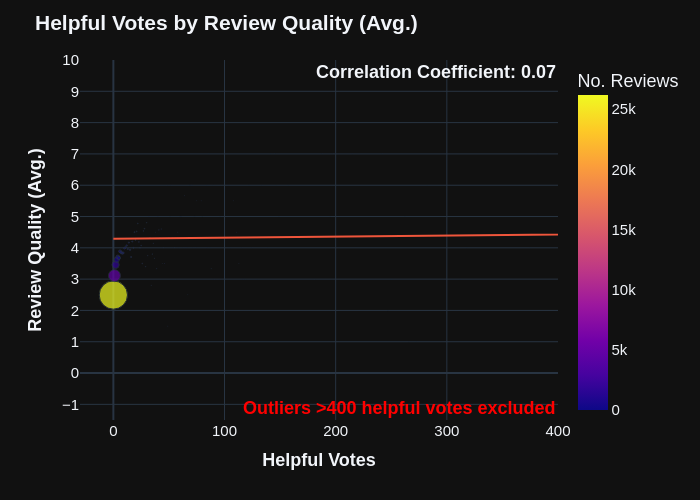 Helpful Votes by Review Quality (Avg.)
Correlation Coefficient: 0.07
No. Reviews
10
9
8
7
6
5
4
3
2
1
0
−1
Review Quality (Avg.)
Outliers >400 helpful votes excluded
0
100
200
300
400
Helpful Votes
25k
20k
15k
10k
5k
0